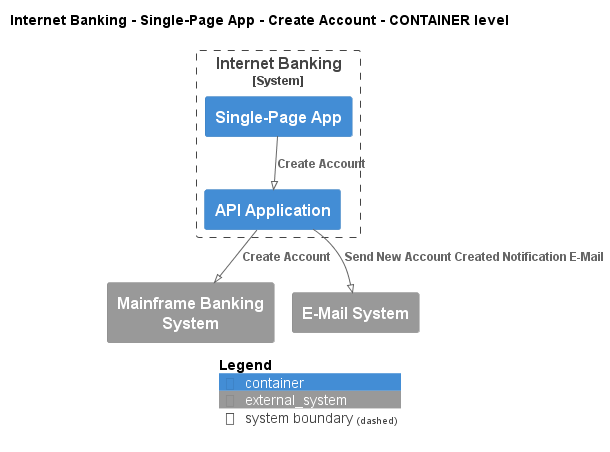 Internet Banking - Single-Page App - Create Account - CONTAINER level
Internet Banking
[System]
Single-Page App
Create Account
API Application
Create Account
Send New Account Created Notification E-Mail
Mainframe Banking
System
E-Mail System
Legend
container
external_system
system boundary (dashed)